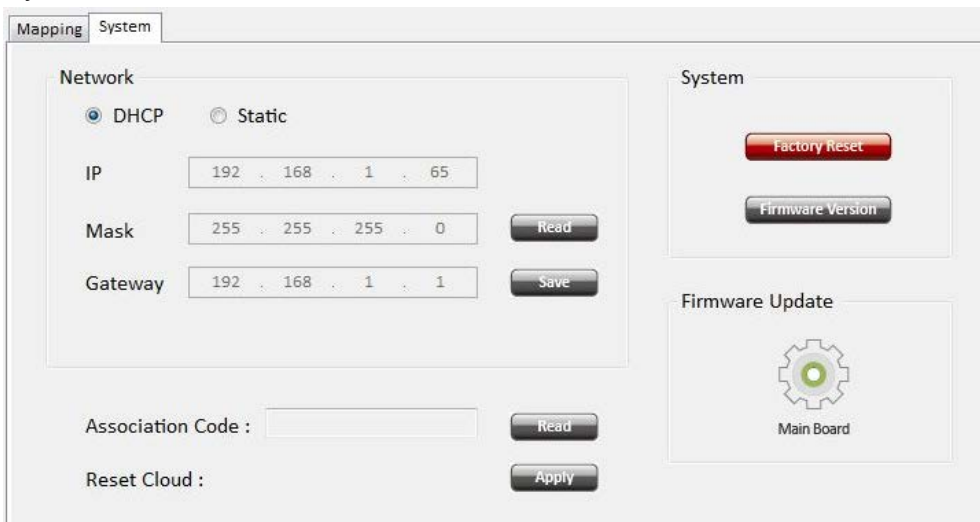 Mapping System
Network
DHCP Static
IP 192 . 168 . 1 . 65
Mask 255 . 255 . 255 . 0 Read
Gateway 192 . 168 . 1 . 1 Save
Association Code : Read
Reset Cloud : Apply
System
Factory Reset
Firmware Version
Firmware Update
Main Board